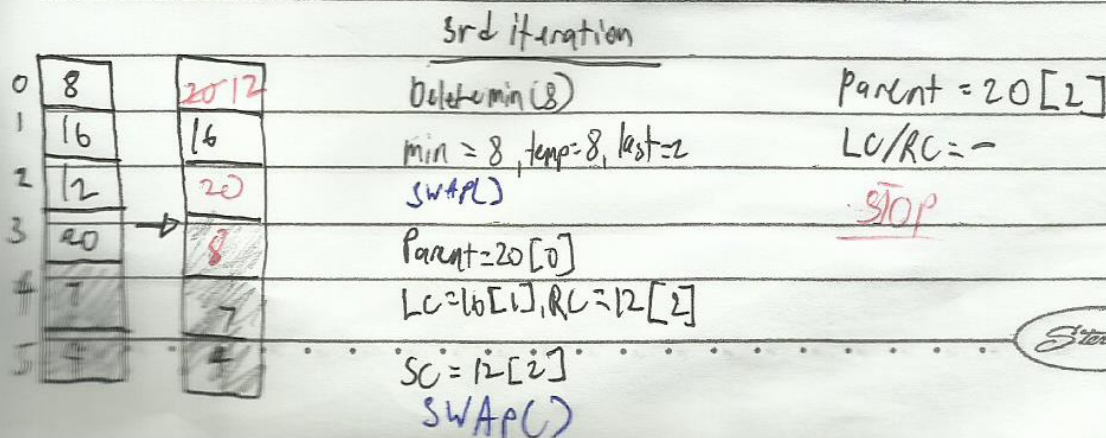 3rd iteration
0 8 20 12 Deletemin(8) Parent = 20[2]
1 16 16 min = 8, temp=8, last=2 LC/RC = -
2 12 20 SWAP() STOP
3 20 8 Parent=20[0]
4 7 7 LC=16[1], RC=12[2]
5 4 SC = 12[2]
SWAP()